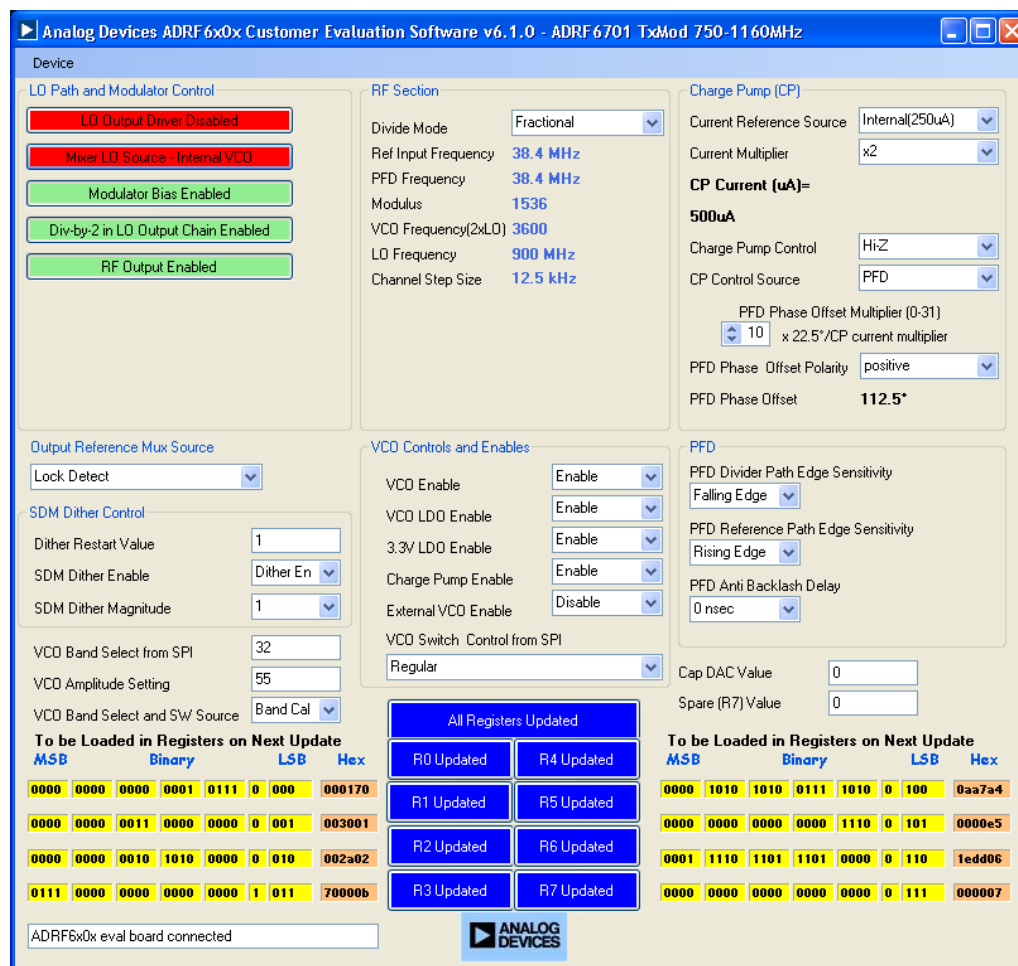 Analog Devices ADRF6x0x Customer Evaluation Software v6.1.0 - ADRF6701 TxMod 750-1160MHz
Device
LO Path and Modulator Control
LO Output Driver Disabled
Mixer LO Source - Internal VCO
Modulator Bias Enabled
Div-by-2 in LO Output Chain Enabled
RF Output Enabled
RF Section
Divide Mode Fractional
Ref Input Frequency 38.4 MHz
PFD Frequency 38.4 MHz
Modulus 1536
VCO Frequency(2xLO) 3600
LO Frequency 900 MHz
Channel Step Size 12.5 kHz
Charge Pump (CP)
Current Reference Source Internal(250uA)
Current Multiplier x2
CP Current (uA)=
500uA
Charge Pump Control Hi-Z
CP Control Source PFD
PFD Phase Offset Multiplier (0-31)
10 x 22.5°/CP current multiplier
PFD Phase Offset Polarity positive
PFD Phase Offset 112.5°
Output Reference Mux Source
Lock Detect
SDM Dither Control
Dither Restart Value 1
SDM Dither Enable Dither En
SDM Dither Magnitude 1
VCO Band Select from SPI 32
VCO Amplitude Setting 55
VCO Band Select and SW Source Band Cal
VCO Controls and Enables
VCO Enable Enable
VCO LDO Enable Enable
3.3V LDO Enable Enable
Charge Pump Enable Enable
External VCO Enable Disable
VCO Switch Control from SPI
Regular
PFD
PFD Divider Path Edge Sensitivity
Falling Edge
PFD Reference Path Edge Sensitivity
Rising Edge
PFD Anti Backlash Delay
0 nsec
Cap DAC Value 0
Spare (R7) Value 0
To be Loaded in Registers on Next Update
MSB Binary LSB Hex
0000 0000 0000 0001 0111 0 000 000170
0000 0000 0011 0000 0000 0 001 003001
0000 0000 0010 1010 0000 0 010 002a02
0111 0000 0000 0000 0000 1 011 70000b
All Registers Updated
R0 Updated R4 Updated
R1 Updated R5 Updated
R2 Updated R6 Updated
R3 Updated R7 Updated
To be Loaded in Registers on Next Update
MSB Binary LSB Hex
0000 1010 1010 0111 1010 0 100 0aa7a4
0000 0000 0000 0000 1110 0 101 0000e5
0001 1110 1101 1101 0000 0 110 1edd06
0000 0000 0000 0000 0000 0 111 000007
ADRF6x0x eval board connected
ANALOG
DEVICES